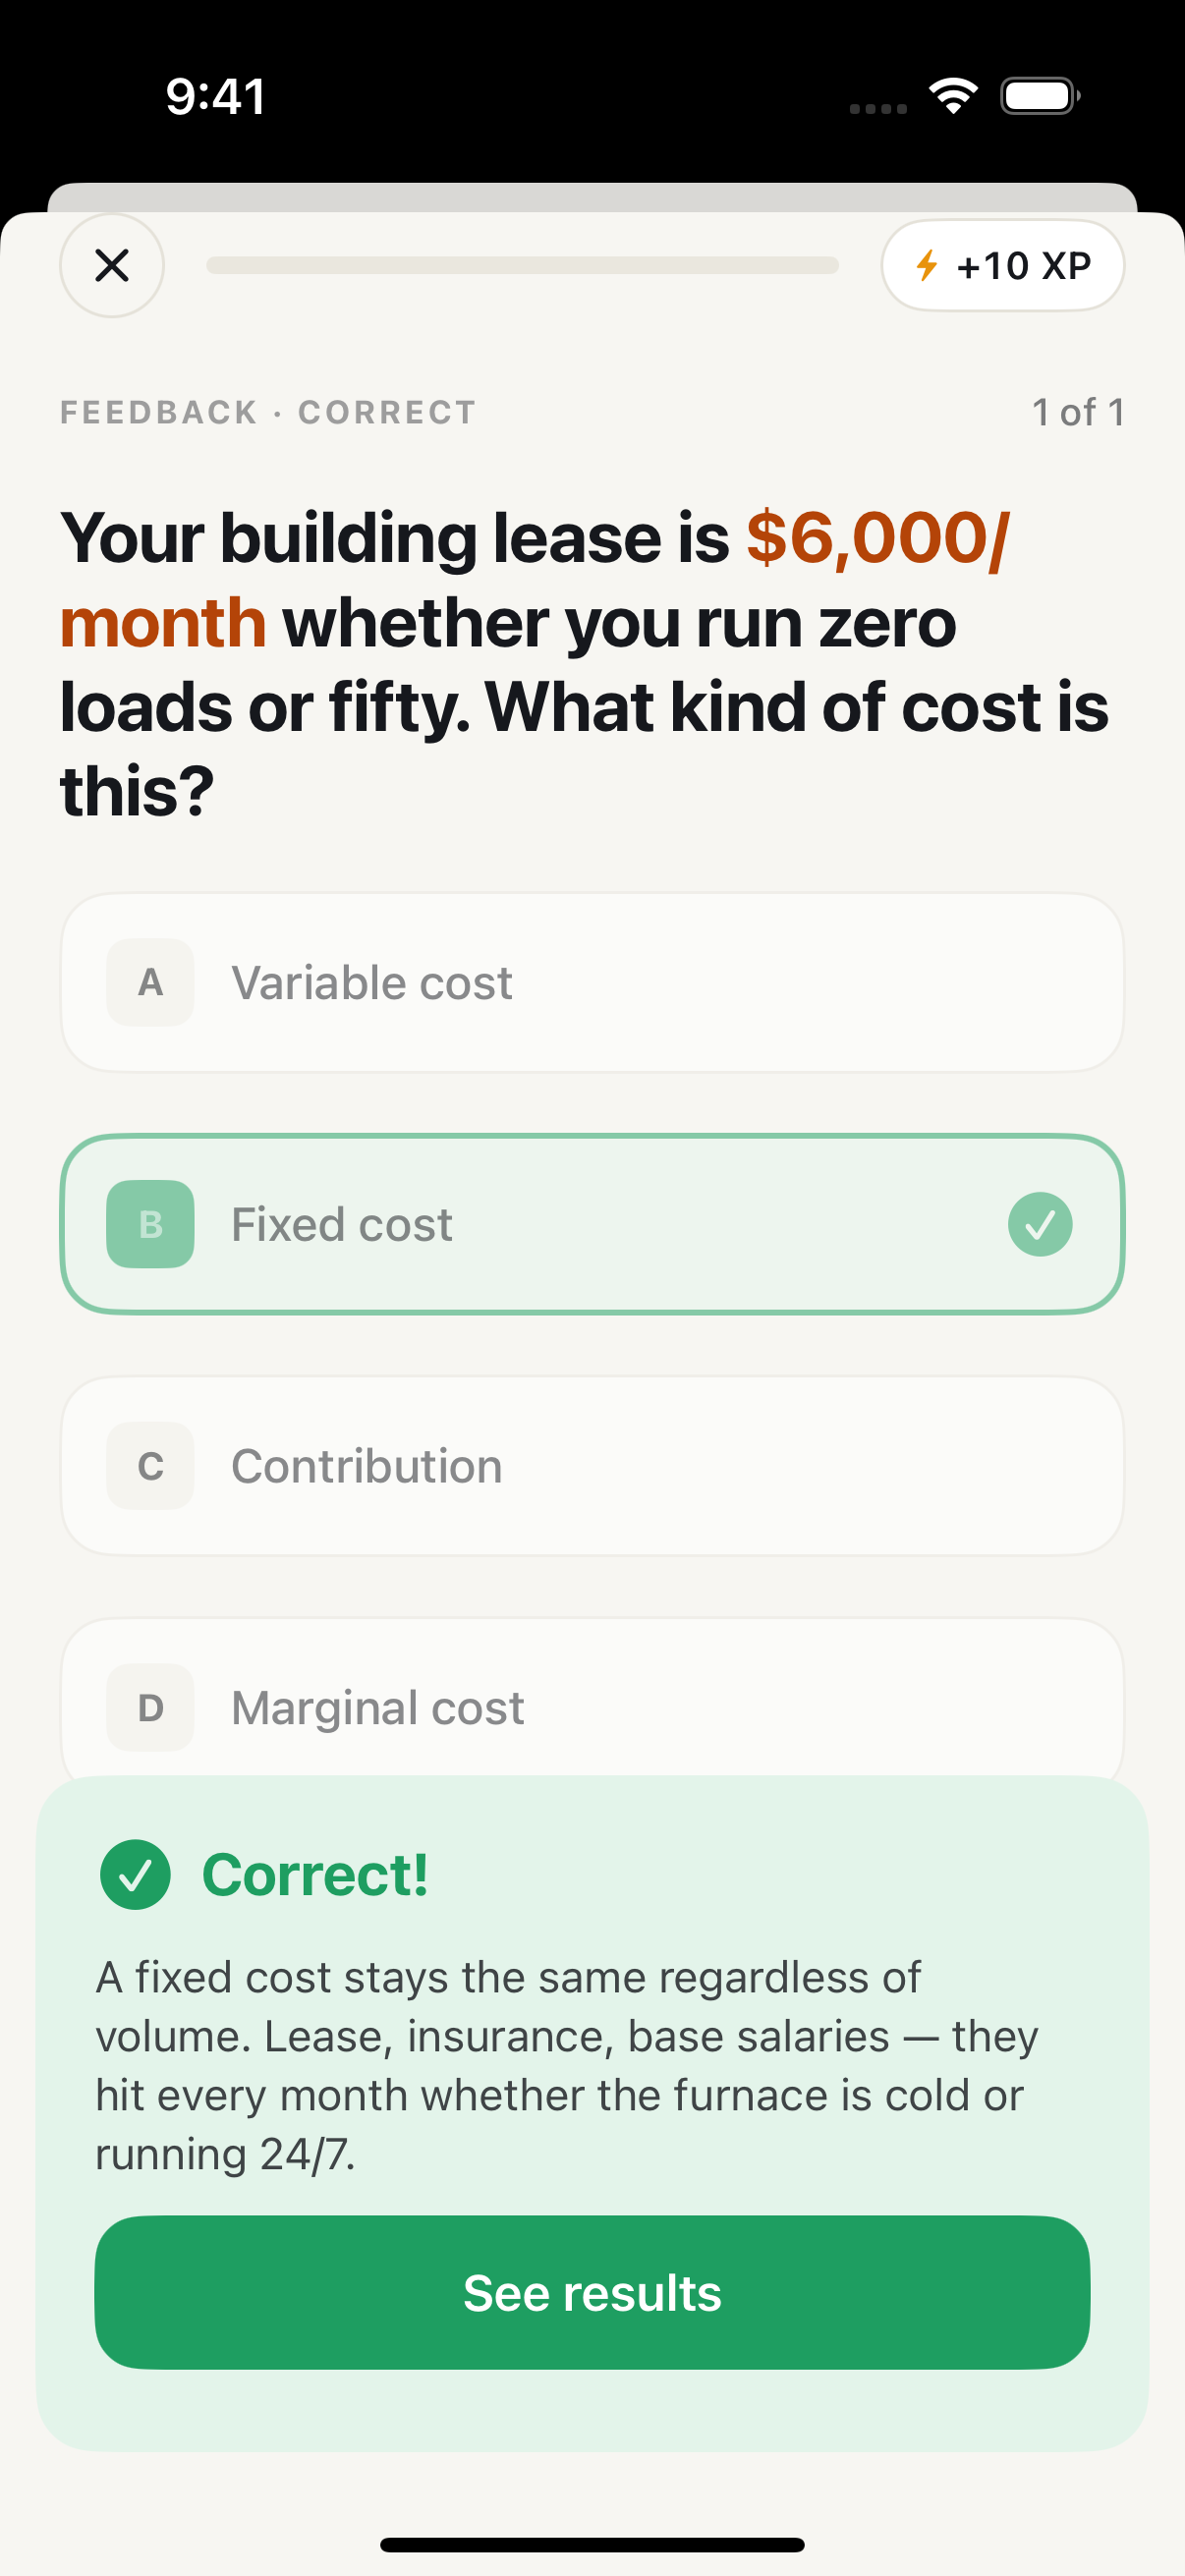 9:41
+10 XP
FEEDBACK · CORRECT
1 of 1
Your building lease is $6,000/
month whether you run zero
loads or fifty. What kind of cost is
this?
A
Variable cost
B
Fixed cost
C
Contribution
D
Marginal cost
Correct!
A fixed cost stays the same regardless of
volume. Lease, insurance, base salaries — they
hit every month whether the furnace is cold or
running 24/7.
See results